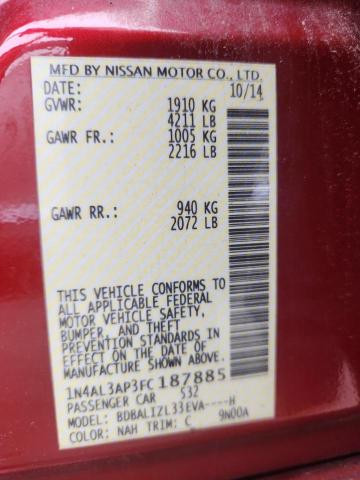 MFD BY NISSAN MOTOR CO., LTD.
DATE: 10/14
GVWR: 1910 KG
4211 LB
GAWR FR.: 1005 KG
2216 LB
GAWR RR.: 940 KG
2072 LB
THIS VEHICLE CONFORMS TO
ALL APPLICABLE FEDERAL
MOTOR VEHICLE SAFETY,
BUMPER, AND THEFT
PREVENTION STANDARDS IN
EFFECT ON THE DATE OF
MANUFACTURE SHOWN ABOVE.
1N4AL3AP3FC187885
PASSENGER CAR 532
MODEL: BDBALIZL33EVA----H
COLOR: NAH TRIM: C 9N00A